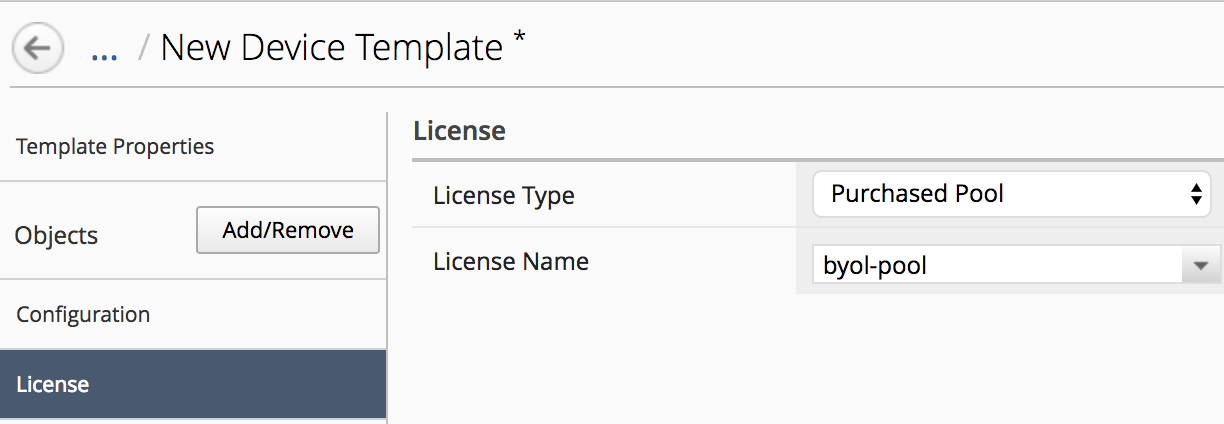 ... / New Device Template *
Template Properties
Objects Add/Remove
Configuration
License
License
License Type Purchased Pool
License Name byol-pool